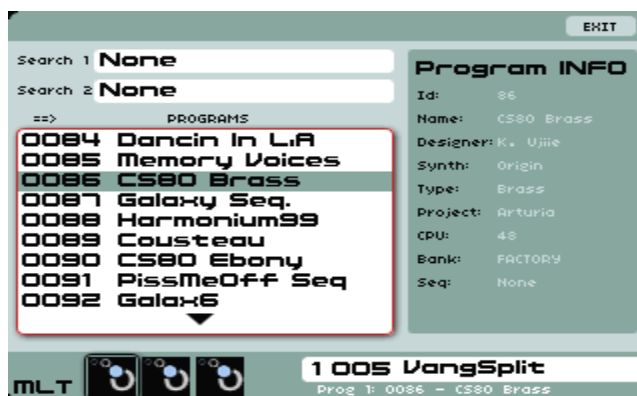 EXIT
Search 1 None
Search 2 None
==> PROGRAMS
0084 Dancin In L.A
0085 Memory Voices
0086 CS80 Brass
0087 Galaxy Seq.
0088 Harmonium99
0089 Cousteau
0090 CS80 Ebony
0091 PissMeOff Seq
0092 Galax6
Program INFO
Id: 86
Name: CS80 Brass
Designer: K. Ujiie
Synth: Origin
Type: Brass
Project: Arturia
CPU: 48
Bank: FACTORY
Seq: None
MLT
1 005 VangSplit
Prog 1: 0086 - CS80 Brass